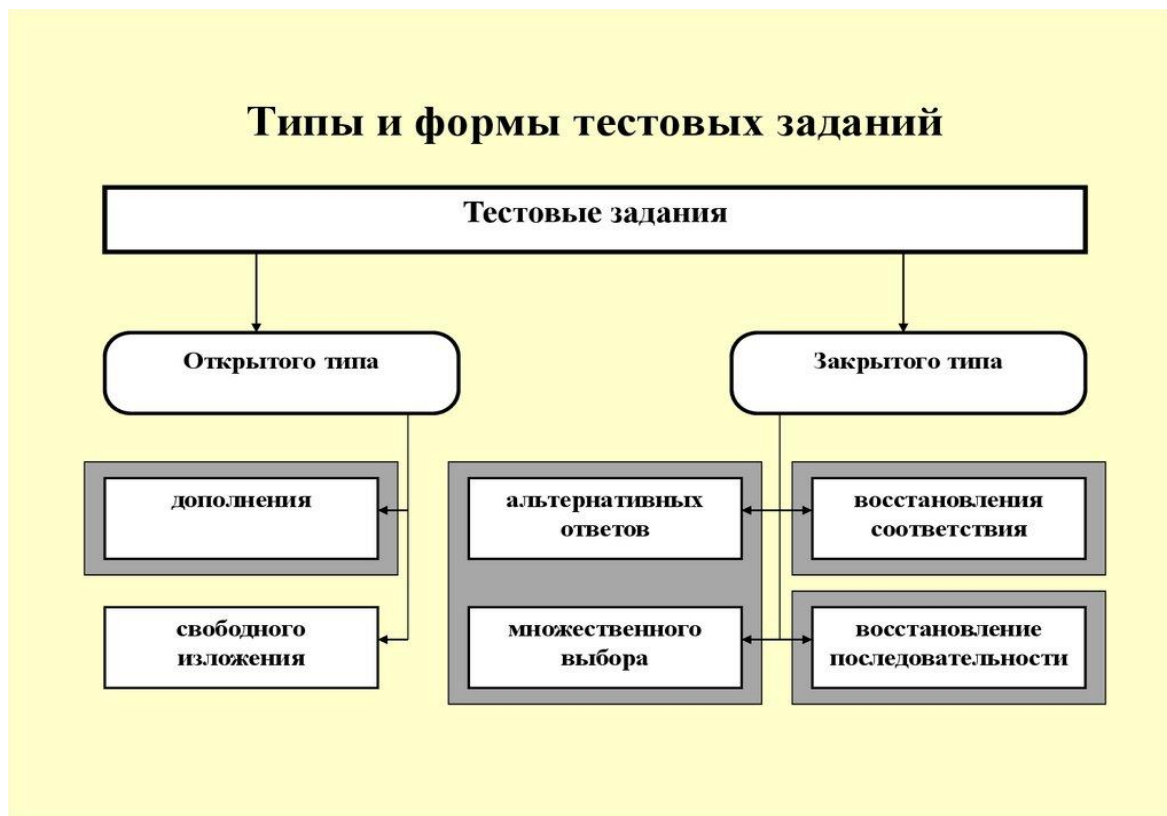 Типы и формы тестовых заданий
Тестовые задания
Открытого типа
Закрытого типа
дополнения
альтернативных
ответов
восстановления
соответствия
свободного
изложения
множественного
выбора
восстановление
последовательности